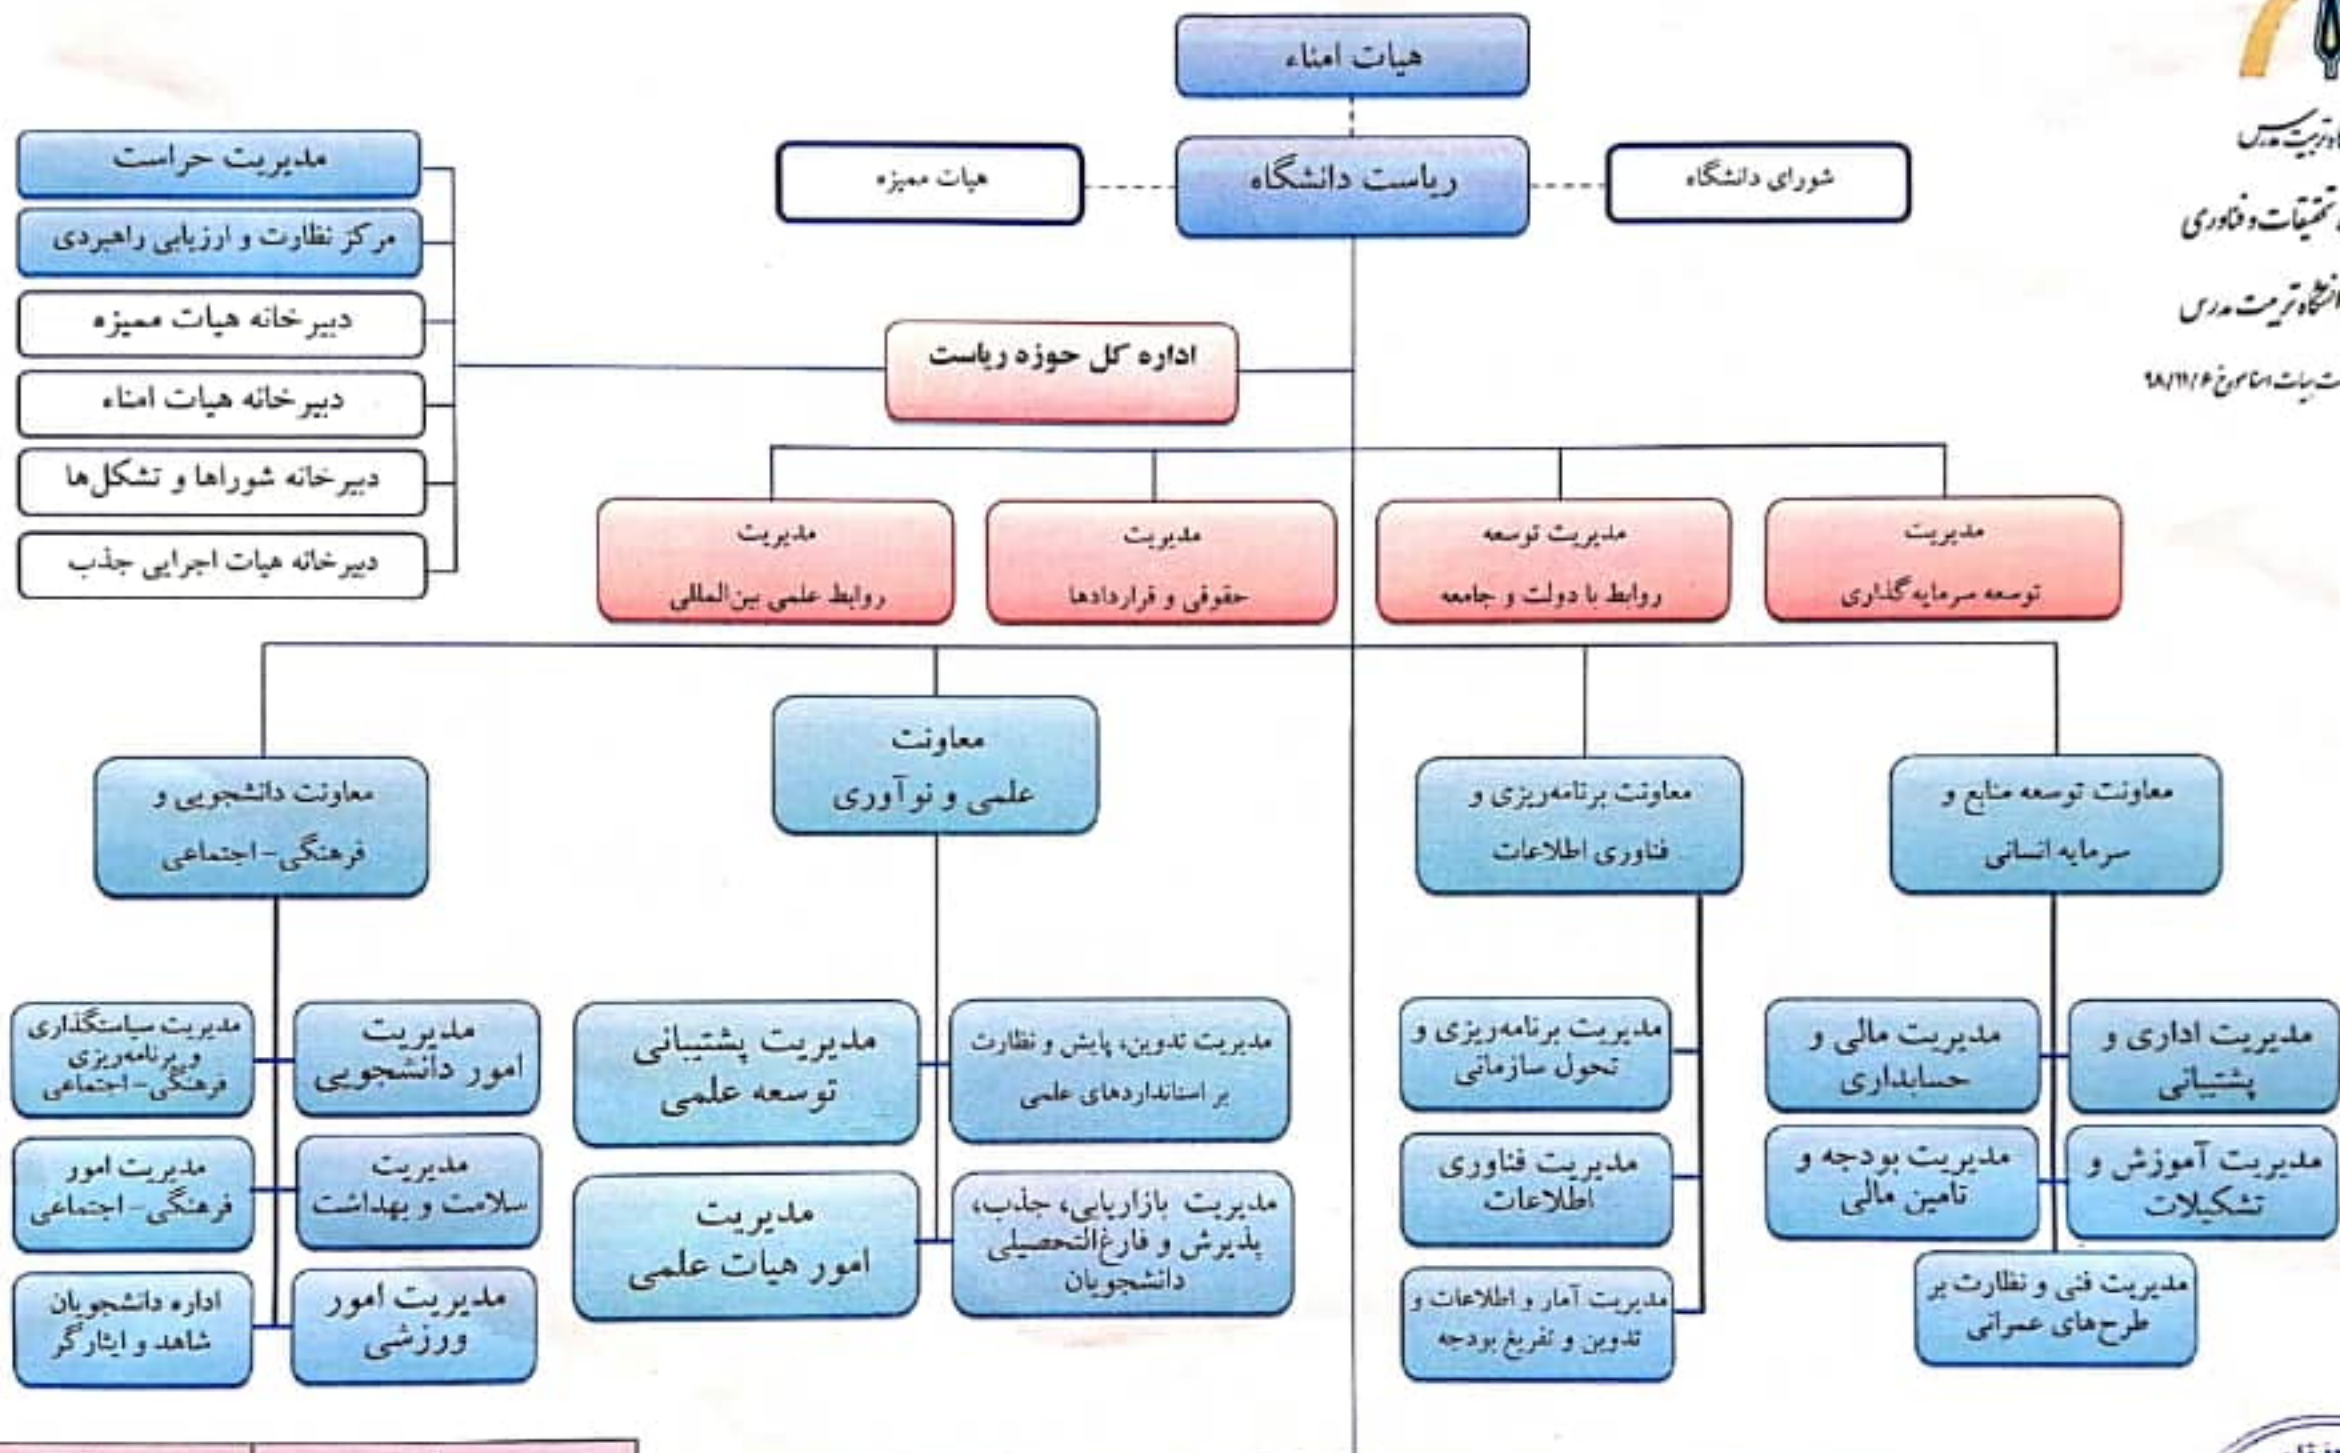 هیات امناء
ریاست دانشگاه
شورای دانشگاه
هیات ممیزه
تربیت مدرس
تحقیقات و فناوری
تربیت مدرس
۹۸/۱۱/۶
مدیریت حراست
مرکز نظارت و ارزیابی راهبردی
دبیرخانه هیات ممیزه
دبیرخانه هیات امناء
دبیرخانه شوراها و تشکل‌ها
دبیرخانه هیات اجرایی جذب
اداره کل حوزه ریاست
مدیریت
توسعه سرمایه‌گذاری
مدیریت توسعه
روابط با دولت و جامعه
مدیریت
حقوقی و قراردادها
مدیریت
روابط علمی بین‌المللی
معاونت توسعه منابع و
سرمایه انسانی
معاونت برنامه‌ریزی و
فناوری اطلاعات
معاونت
علمی و نوآوری
معاونت دانشجویی و
فرهنگی- اجتماعی
مدیریت اداری و
پشتیبانی
مدیریت مالی و
حسابداری
مدیریت آموزش و
تشکیلات
مدیریت بودجه و
تامین مالی
مدیریت فنی و نظارت بر
طرح‌های عمرانی
مدیریت برنامه‌ریزی و
تحول سازمانی
مدیریت فناوری
اطلاعات
مدیریت آمار و اطلاعات و
تدوین و تفریغ بودجه
مدیریت تدوین، پایش و نظارت
بر استانداردهای علمی
مدیریت پشتیبانی
توسعه علمی
مدیریت بازاریابی، جذب،
پذیرش و فارغ‌التحصیلی
دانشجویان
مدیریت
امور هیات علمی
مدیریت
امور دانشجویی
مدیریت سیاستگذاری
و برنامه‌ریزی
فرهنگی- اجتماعی
مدیریت
سلامت و بهداشت
مدیریت امور
فرهنگی- اجتماعی
مدیریت امور
ورزشی
اداره دانشجویان
شاهد و ایثارگر